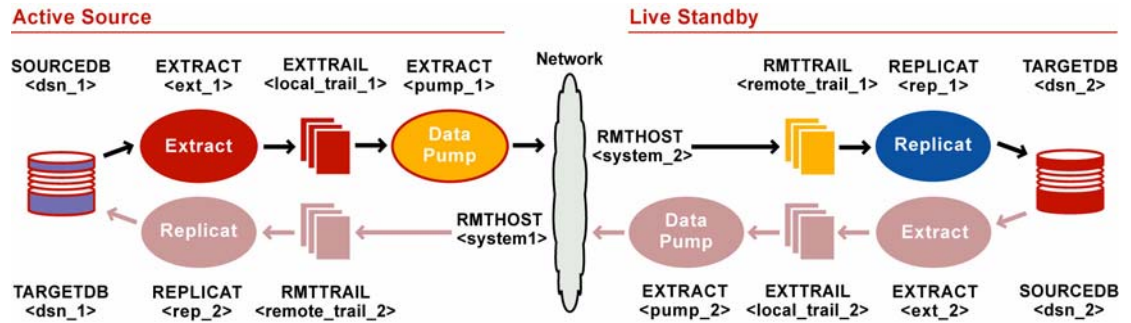 Active Source
Live Standby
SOURCEDB
<dsn_1>
EXTRACT
<ext_1>
EXTTRAIL
<local_trail_1>
EXTRACT
<pump_1>
Network
RMTTRAIL
<remote_trail_1>
REPLICAT
<rep_1>
TARGETDB
<dsn_2>
Extract
Data
Pump
RMTHOST
<system_2>
Replicat
Replicat
RMTHOST
<system1>
Data
Pump
Extract
TARGETDB
<dsn_1>
REPLICAT
<rep_2>
RMTTRAIL
<remote_trail_2>
EXTRACT
<pump_2>
EXTTRAIL
<local_trail_2>
EXTRACT
<ext_2>
SOURCEDB
<dsn_2>